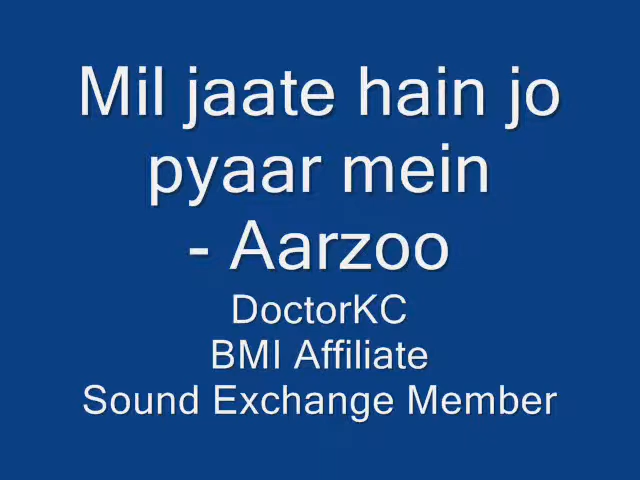 Mil jaate hain jo
pyaar mein
- Aarzoo
DoctorKC
BMI Affiliate
Sound Exchange Member